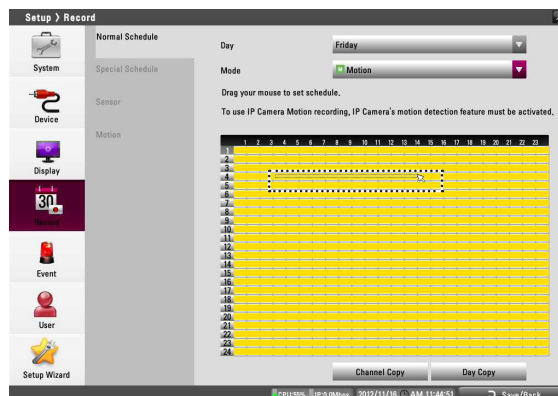 Setup > Record
System
Device
Display
Record
Event
User
Setup Wizard
Normal Schedule
Special Schedule
Sensor
Motion
Day
Friday
Mode
M Motion
Drag your mouse to set schedule.
To use IP Camera Motion recording, IP Camera's motion detection feature must be activated.
1 2 3 4 5 6 7 8 9 10 11 12 13 14 15 16 17 18 19 20 21 22 23
1
2
3
4
5
6
7
8
9
10
11
12
13
14
15
16
17
18
19
20
21
22
23
24
Channel Copy
Day Copy
CPU:55% IP:0.0Mbps 2012/11/16 AM 11:44:51 Save/Back